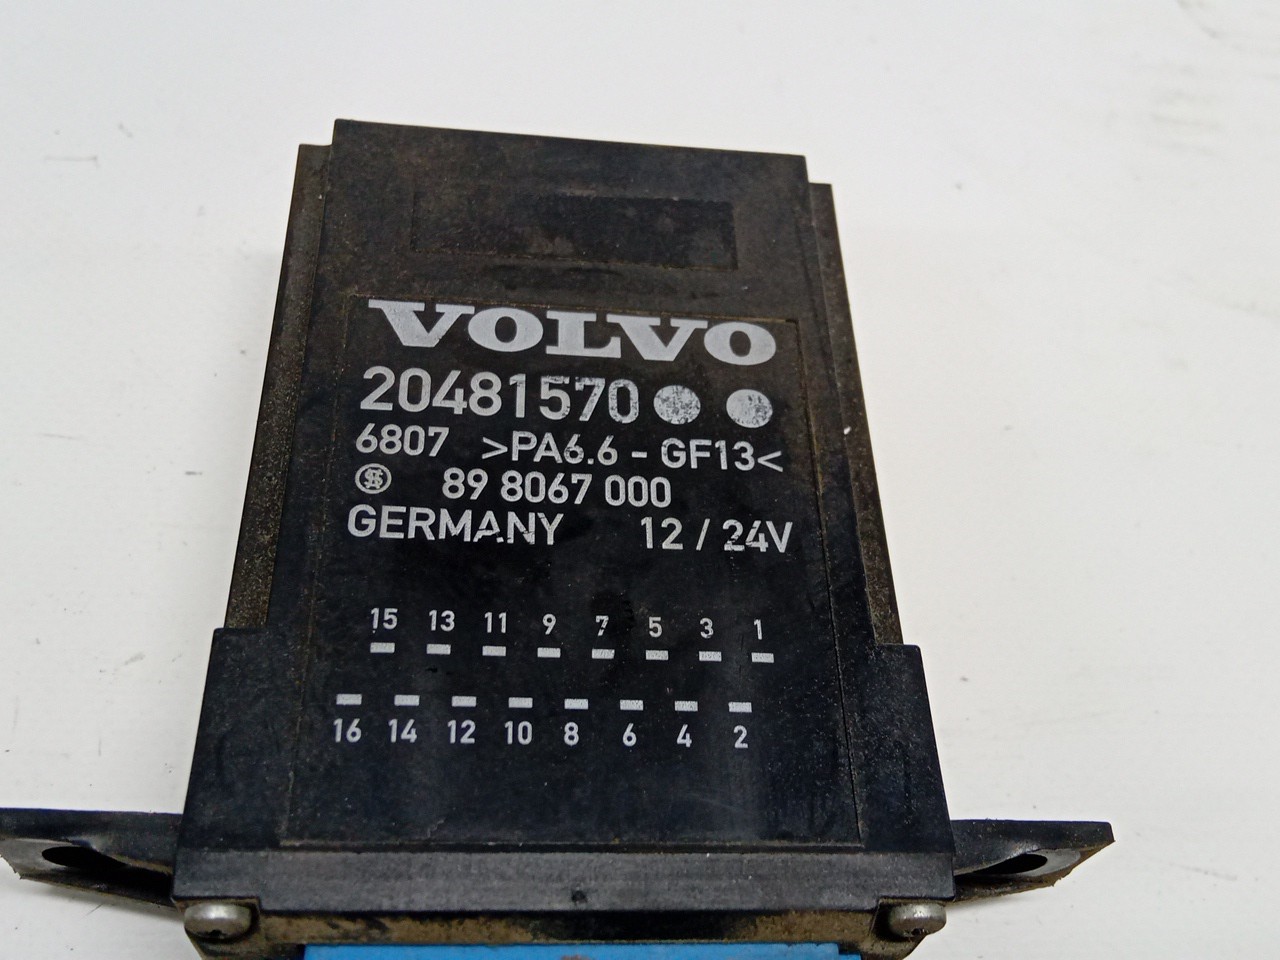 VOLVO
20481570
6807 >PA6.6 - GF13<
89 8067 000
GERMANY 12 / 24V
15 13 11 9 7 5 3 1
16 14 12 10 8 6 4 2